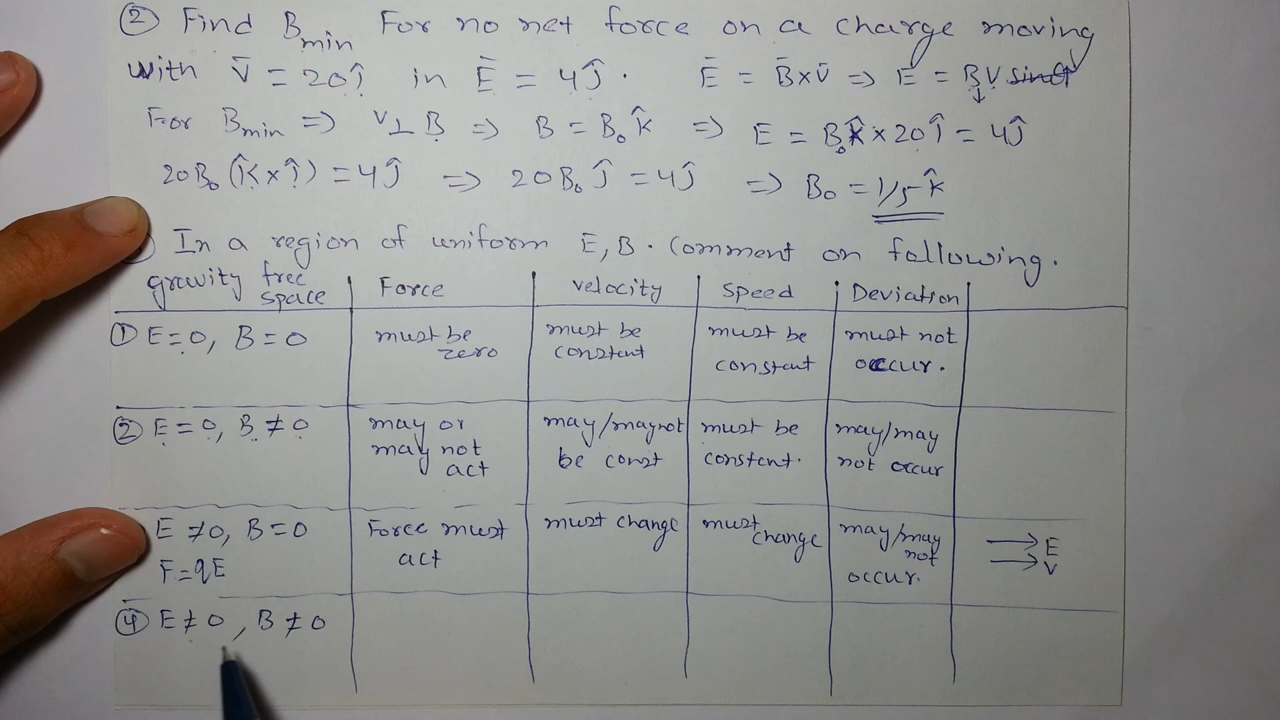 ② Find Bmin For no net force on a charge moving
with V̄ = 20î in Ē = 4ĵ. Ē = B̄×v̄ ⇒ E = BV sinθ
For Bmin ⇒ V⊥B ⇒ B = B₀k̂ ⇒ E = B₀k̂ × 20î = 4ĵ
20B₀ (k̂×î) = 4ĵ ⇒ 20B₀ ĵ = 4ĵ ⇒ B₀ = 1/5 k̂
In a region of uniform E, B. Comment on following.
gravity free space | Force | velocity | speed | Deviation
① E=0, B=0 | must be zero | must be constant | must be constant | must not occur.
② E=0, B≠0 | may or may not act | may/may not be const | must be constent. | may/may not occur
E≠0, B=0 F=qE | Force must act | must change | must change | may/may not occur. | → E → V
④ E≠0, B≠0